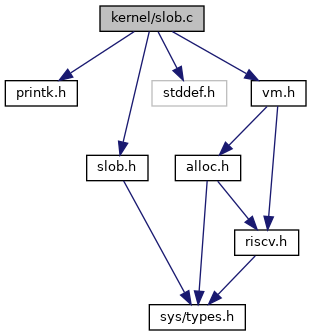 kernel/slob.c
printk.h
stddef.h
vm.h
slob.h
alloc.h
riscv.h
sys/types.h